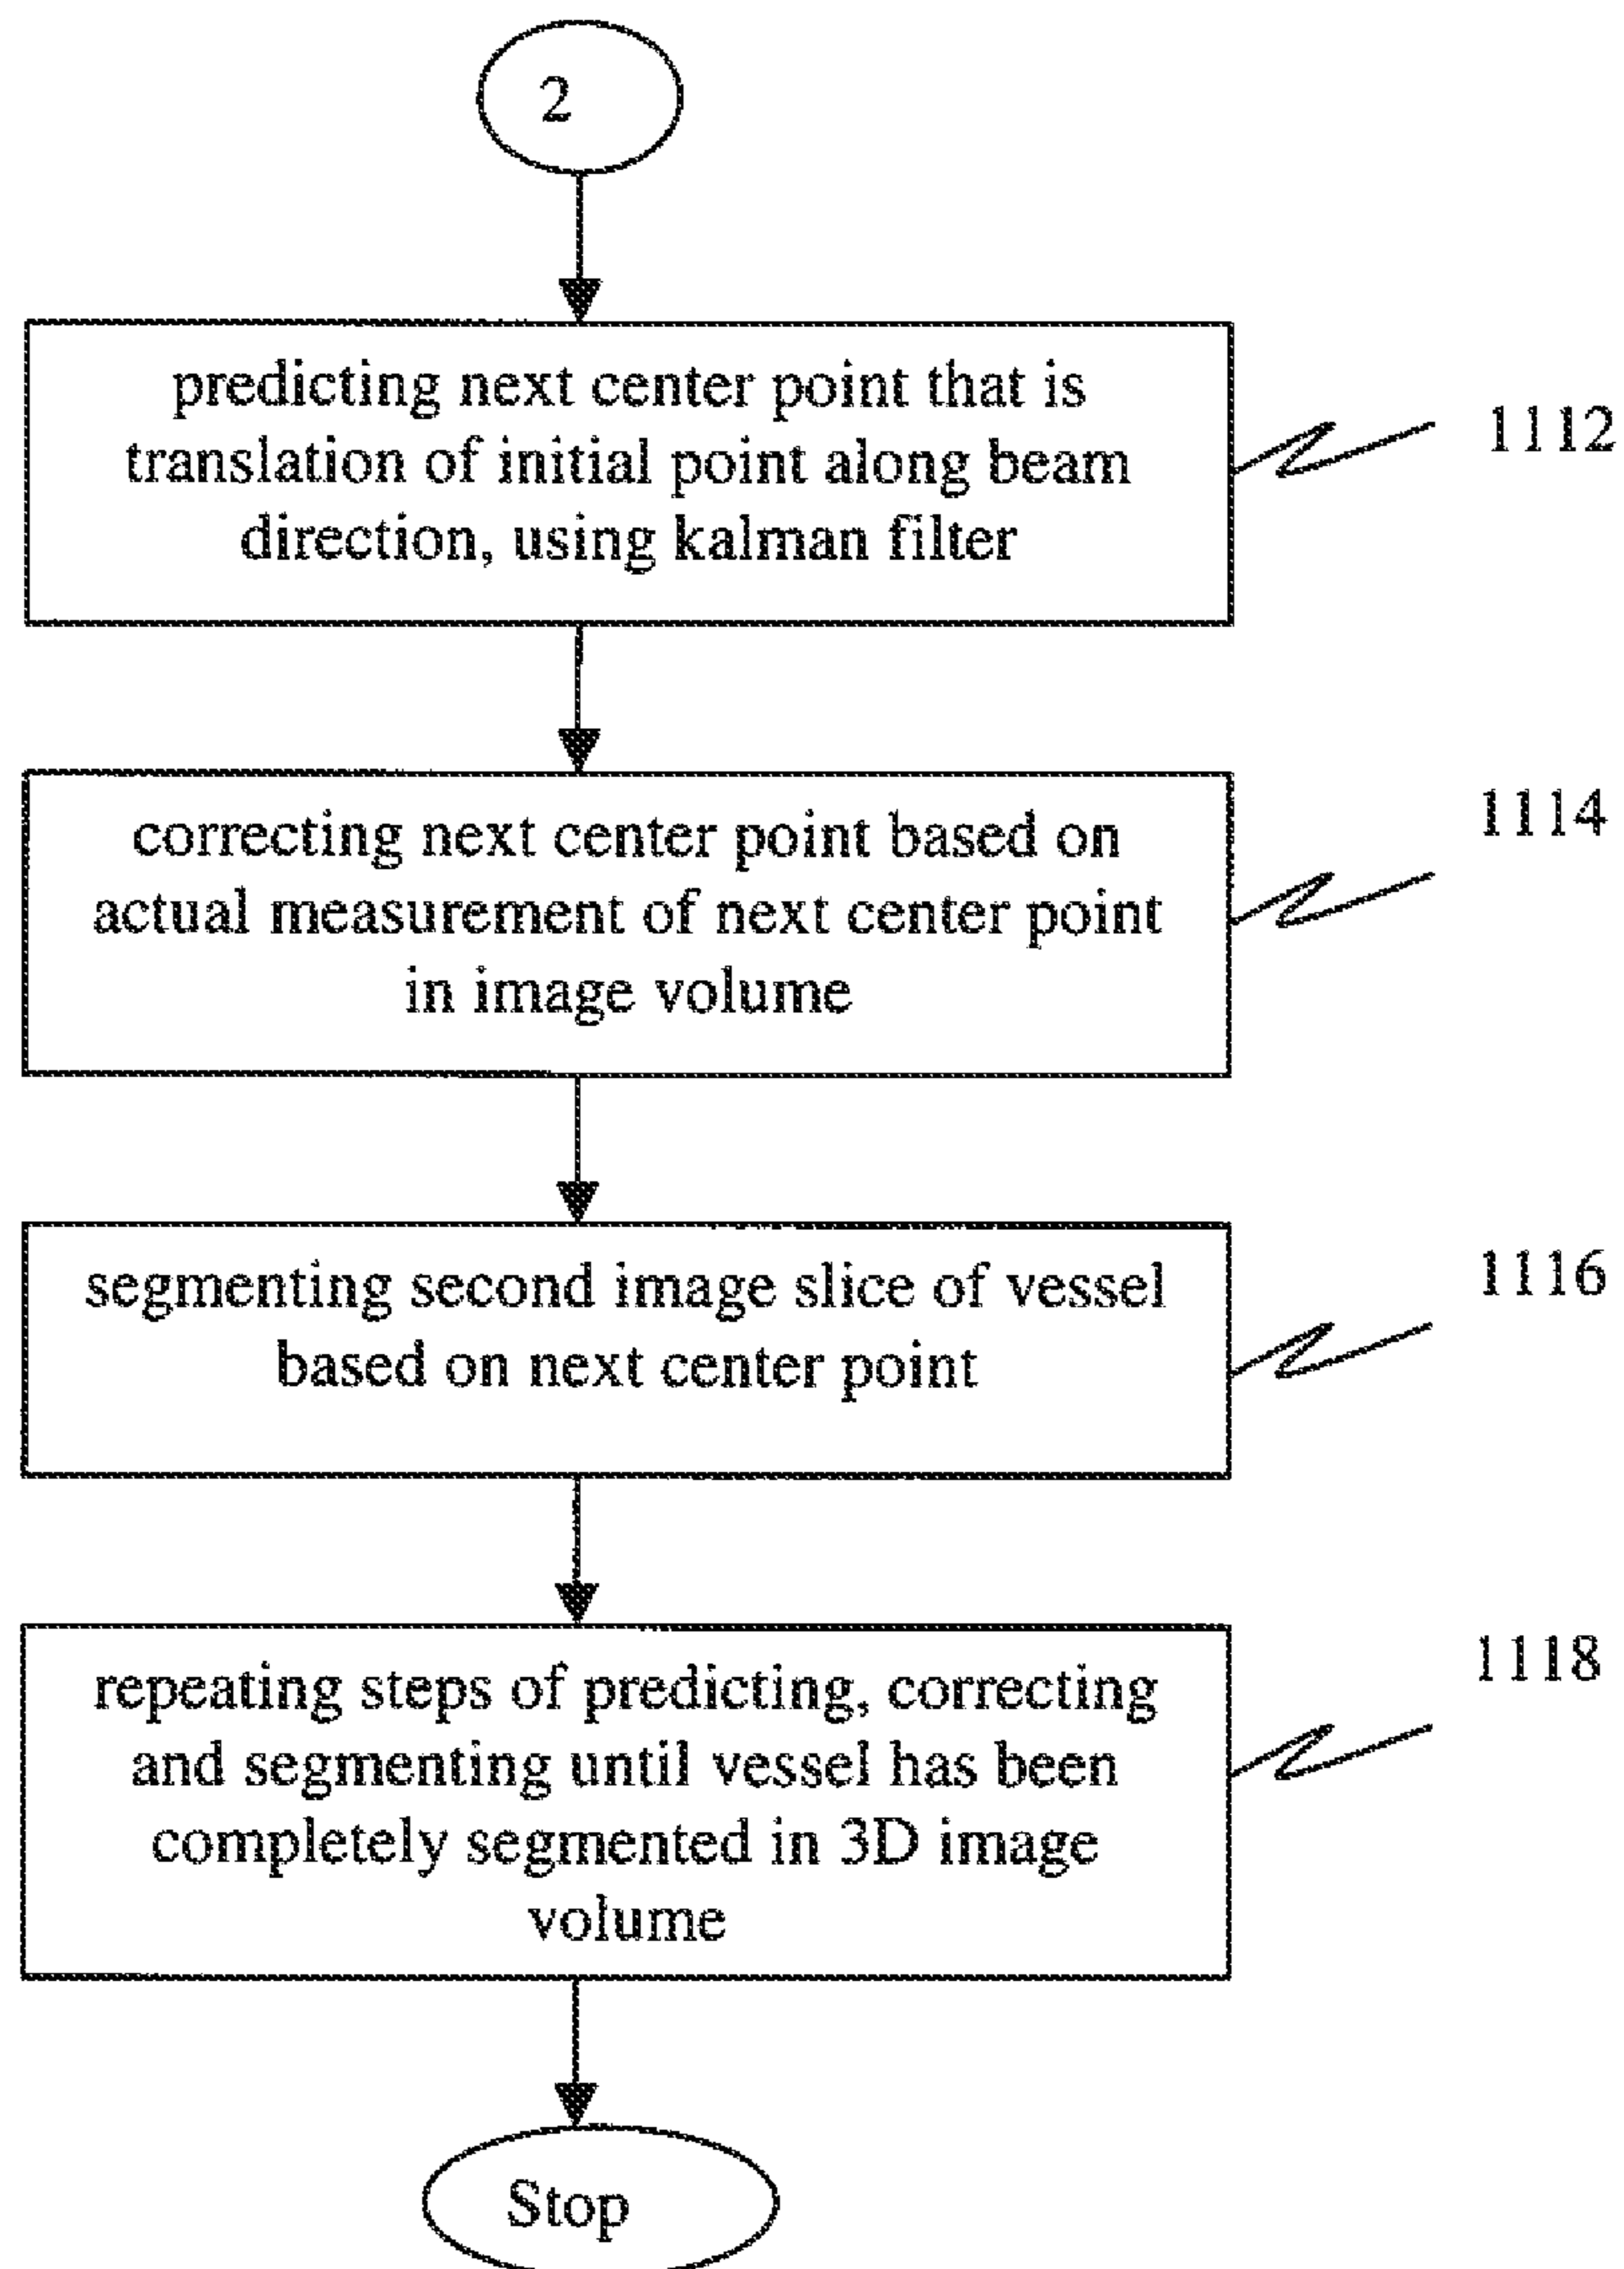 2
predicting next center point that is
translation of initial point along beam
direction, using kalman filter
1112
correcting next center point based on
actual measurement of next center point
in image volume
1114
segmenting second image slice of vessel
based on next center point
1116
repeating steps of predicting, correcting
and segmenting until vessel has been
completely segmented in 3D image
volume
1118
Stop